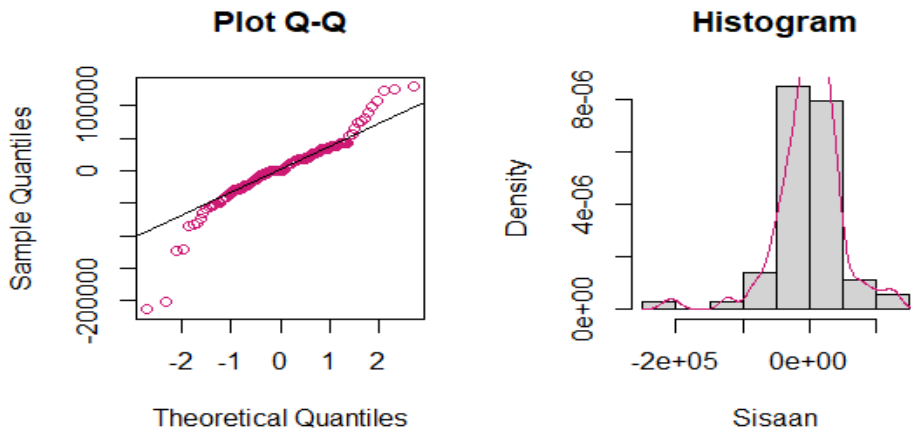 Plot Q-Q
Sample Quantiles
-200000
0
100000
-2 -1 0 1 2
Theoretical Quantiles
Histogram
Density
0e+00
4e-06
8e-06
-2e+05 0e+00
Sisaan